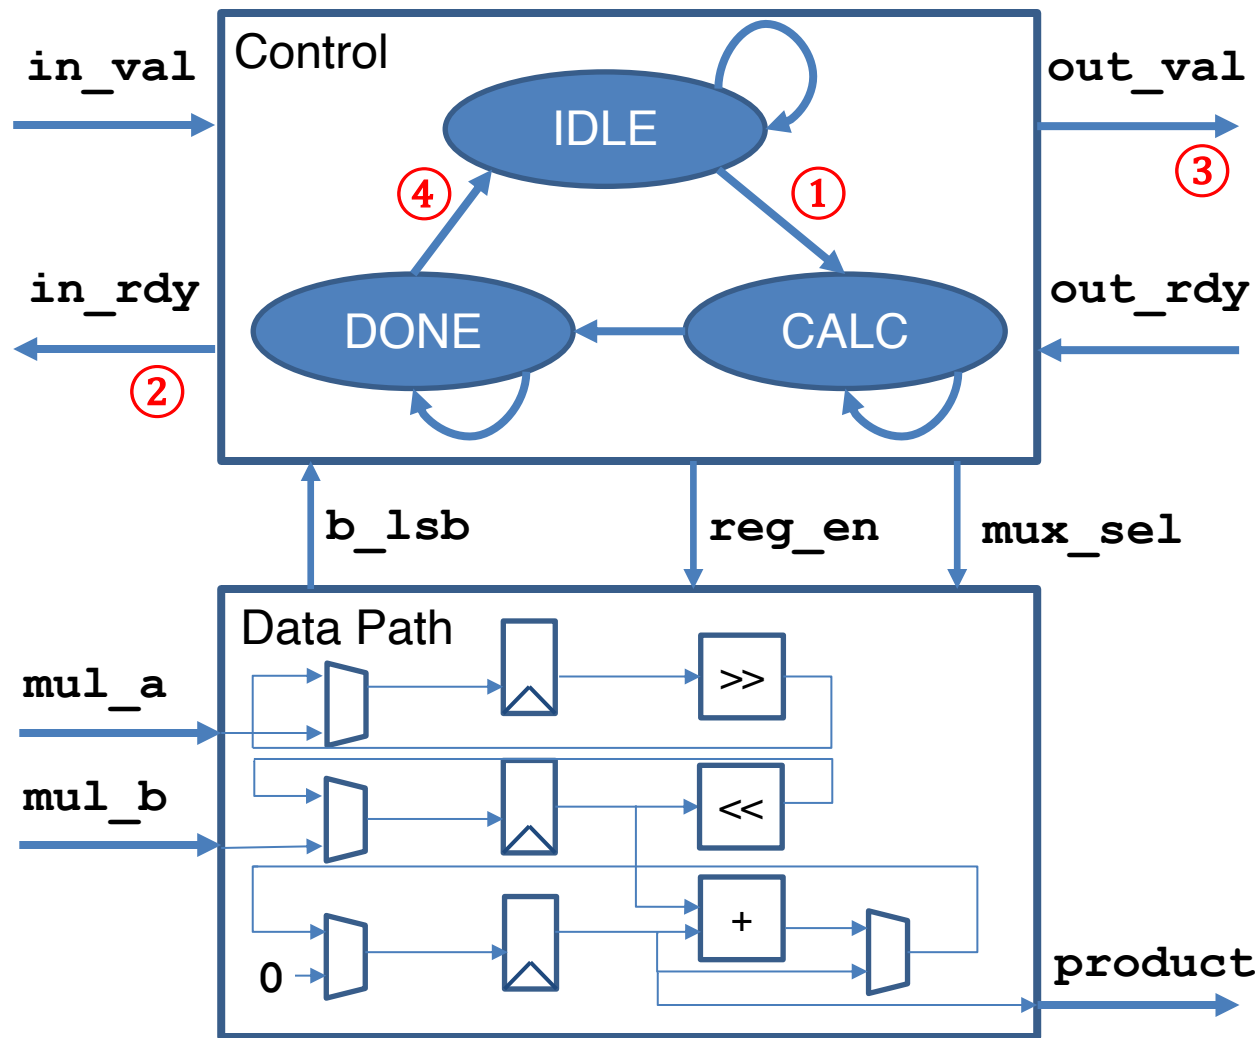 Control
in_val
out_val
IDLE
③
④
①
in_rdy
out_rdy
DONE
CALC
②
b_lsb
reg_en
mux_sel
Data Path
mul_a
>>
mul_b
<<
+
0
product